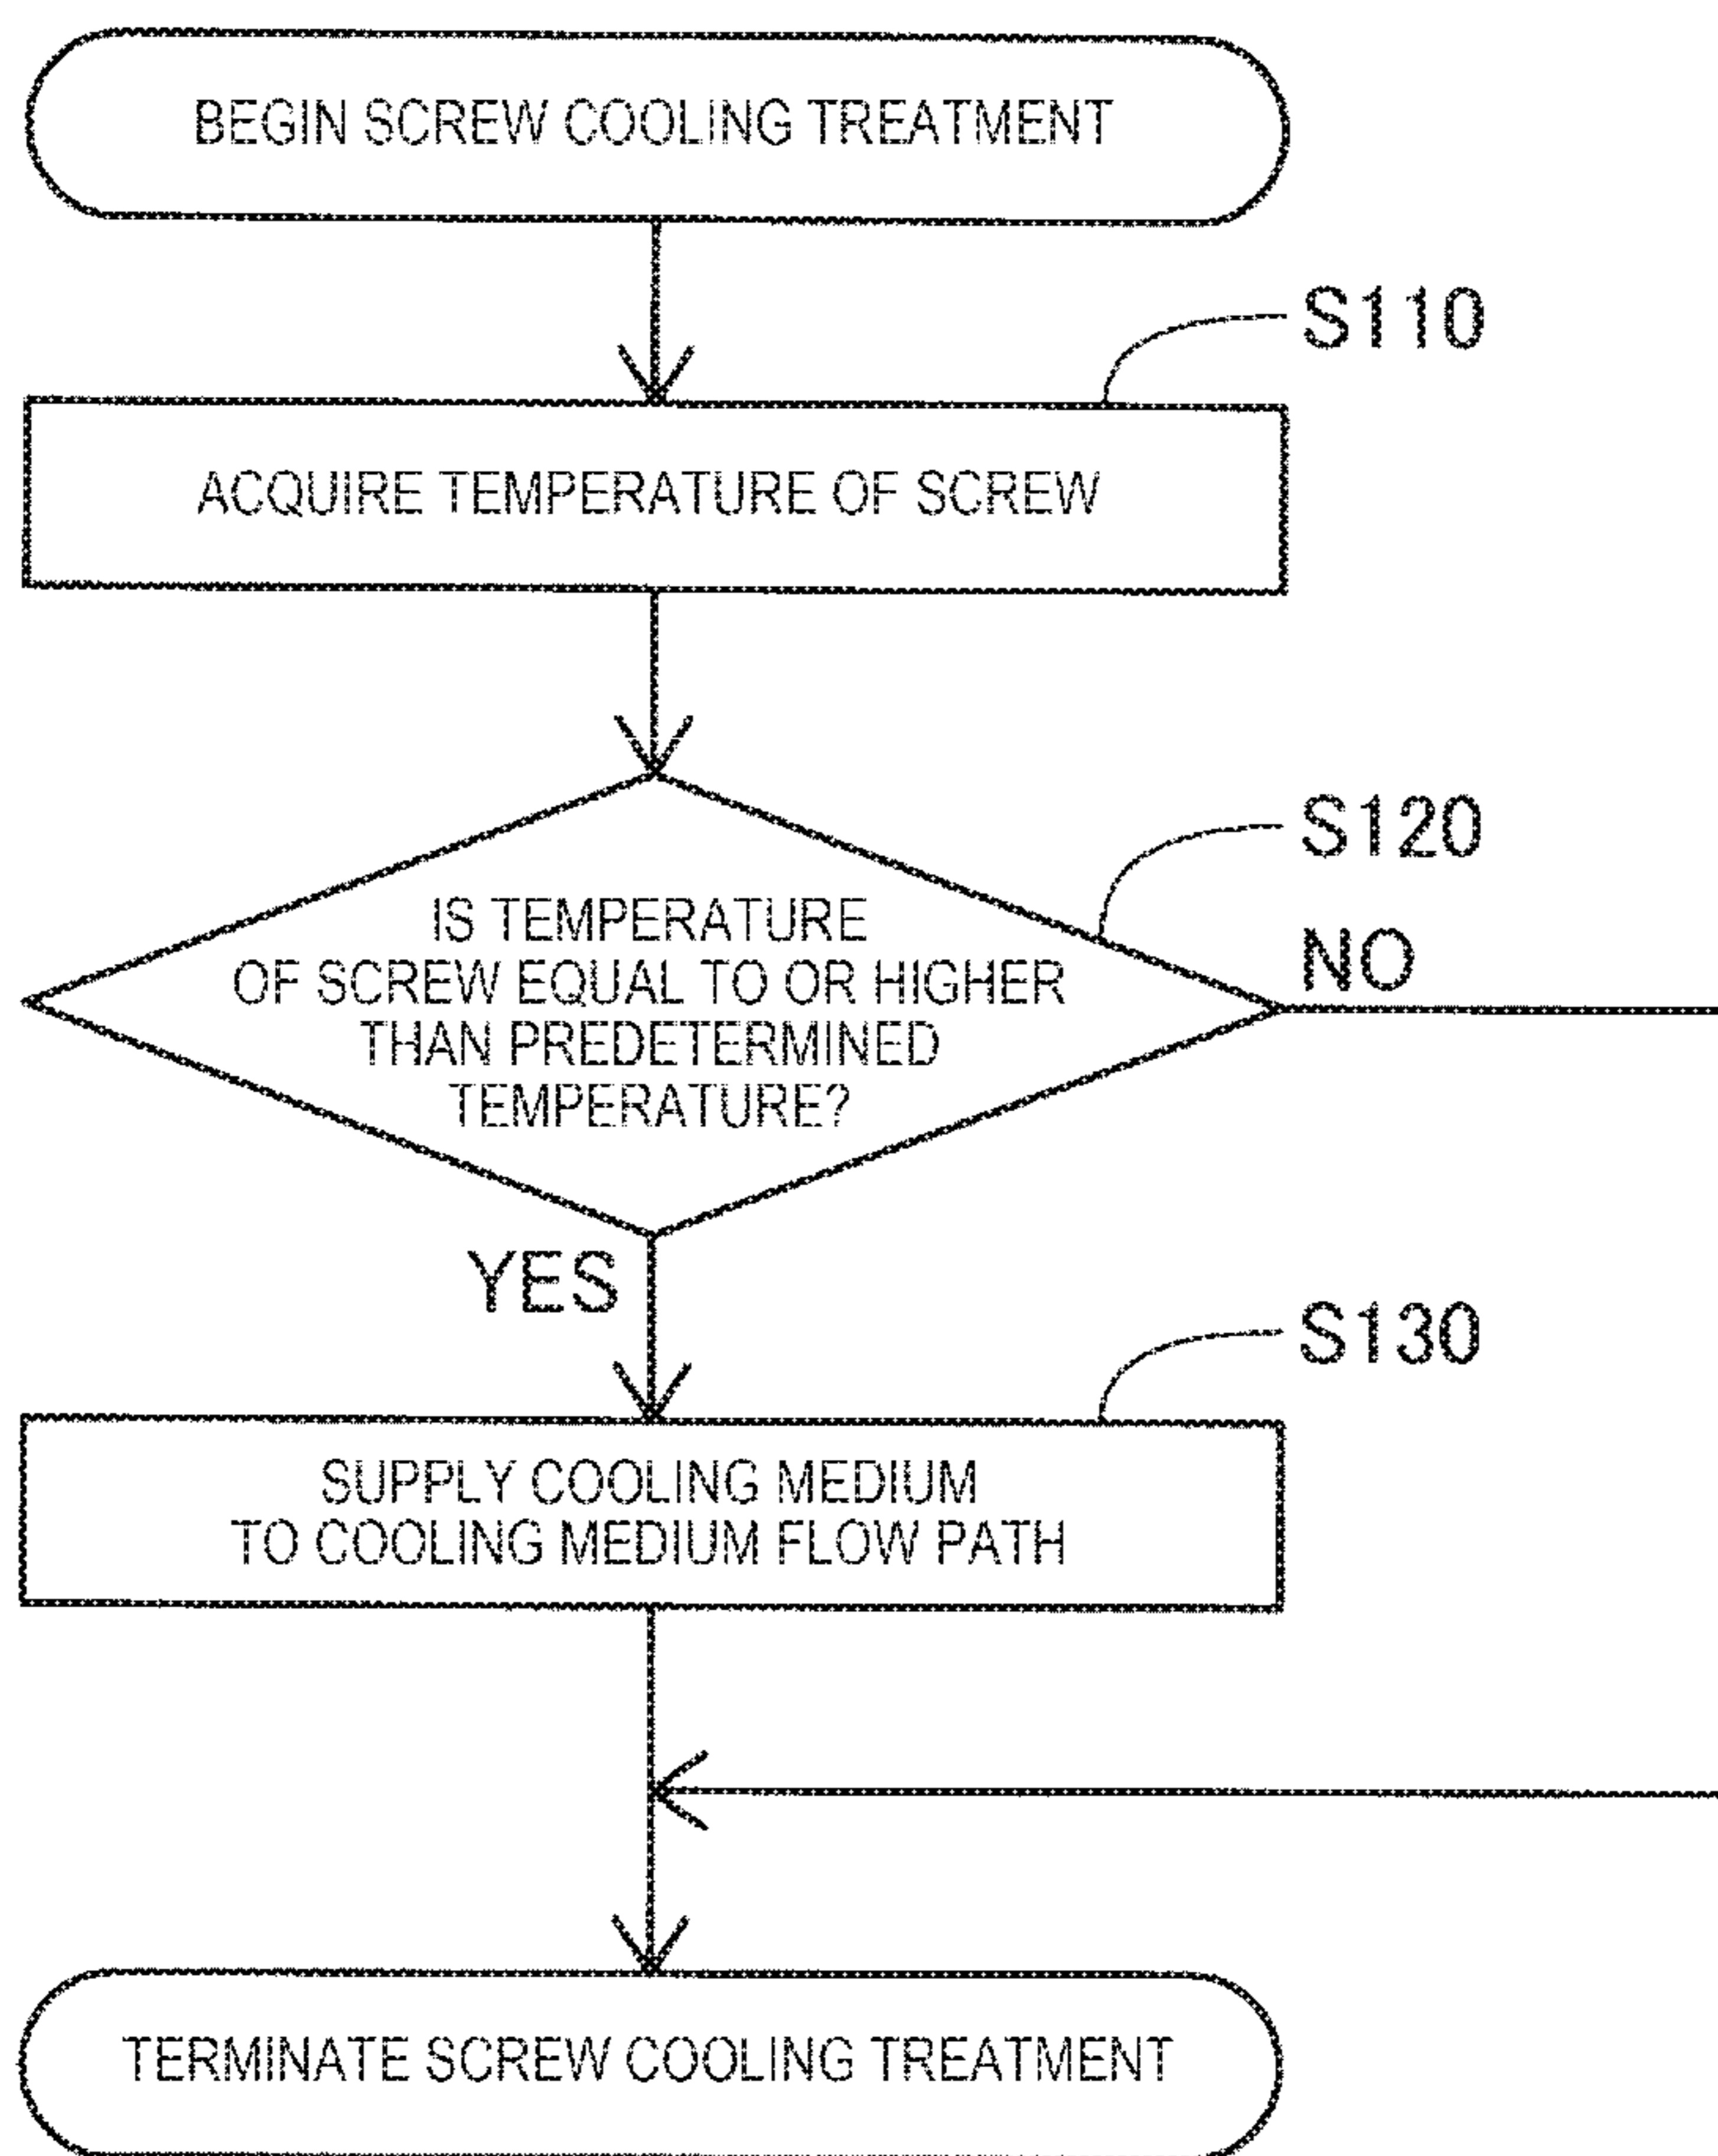 BEGIN SCREW COOLING TREATMENT
S110
ACQUIRE TEMPERATURE OF SCREW
S120
IS TEMPERATURE
OF SCREW EQUAL TO OR HIGHER
THAN PREDETERMINED
TEMPERATURE?
NO
YES
S130
SUPPLY COOLING MEDIUM
TO COOLING MEDIUM FLOW PATH
TERMINATE SCREW COOLING TREATMENT